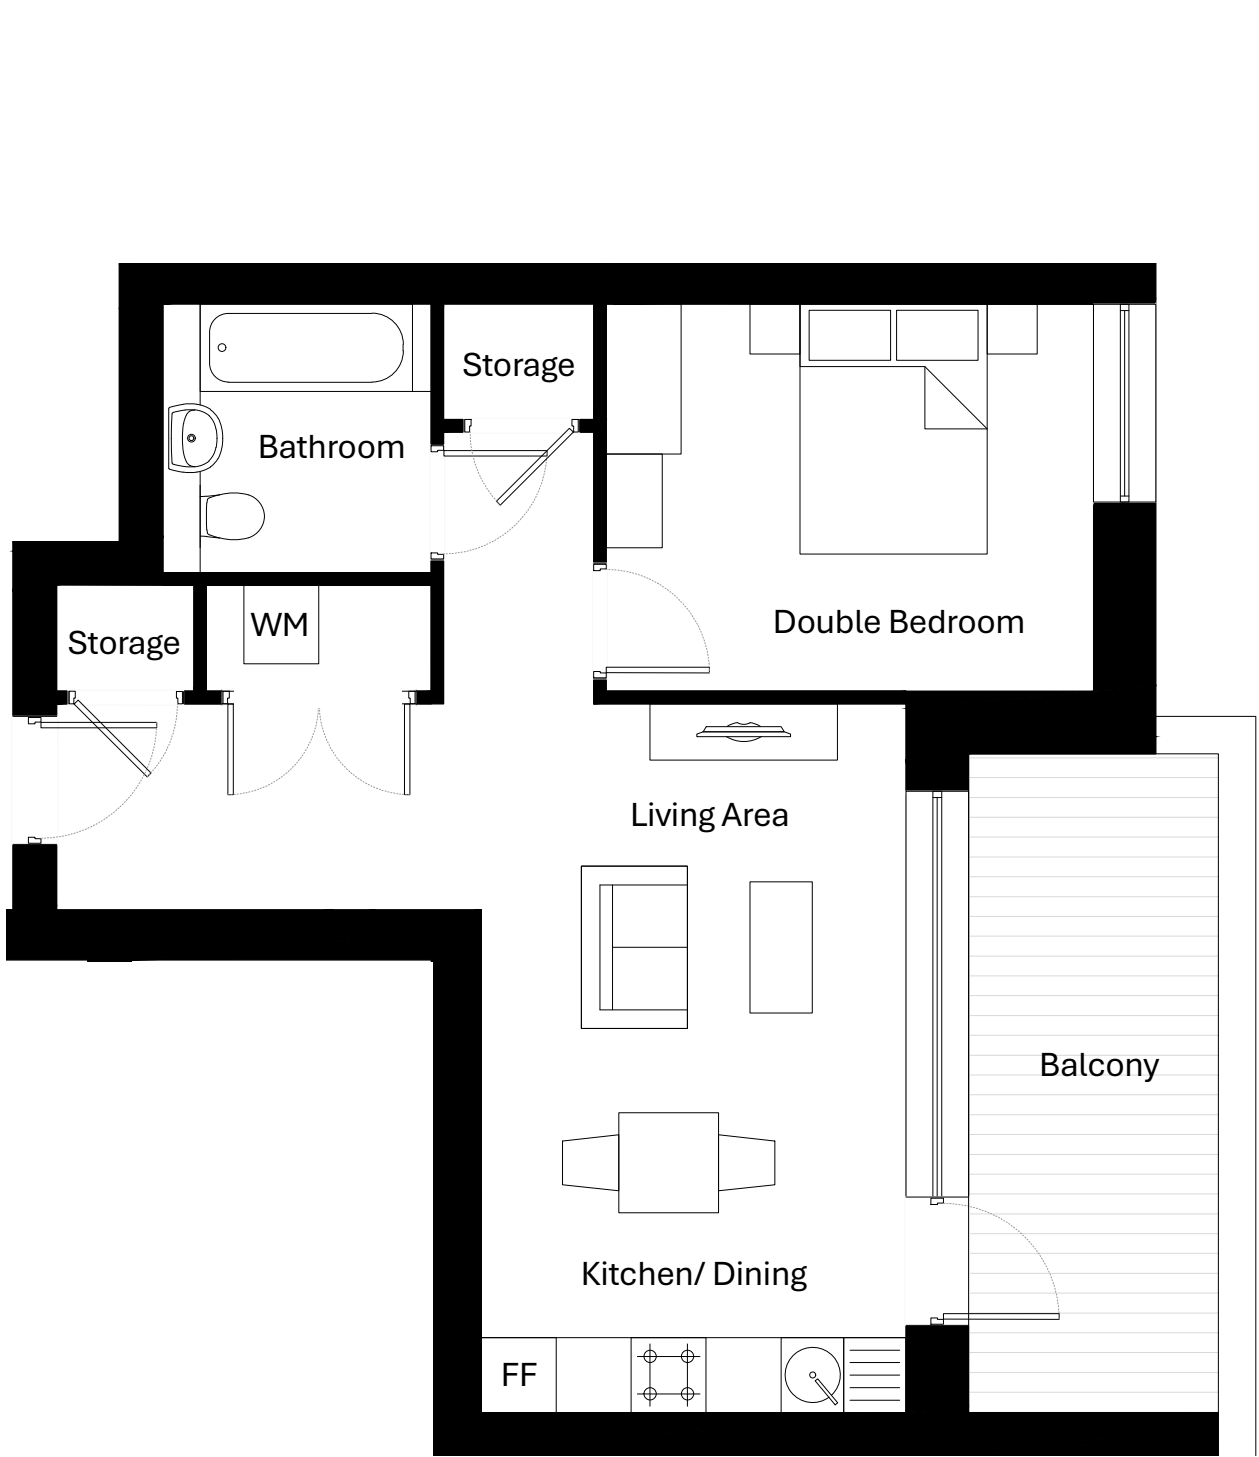 Storage
Bathroom
Double Bedroom
WM
Storage
Living Area
Balcony
Kitchen/ Dining
FF